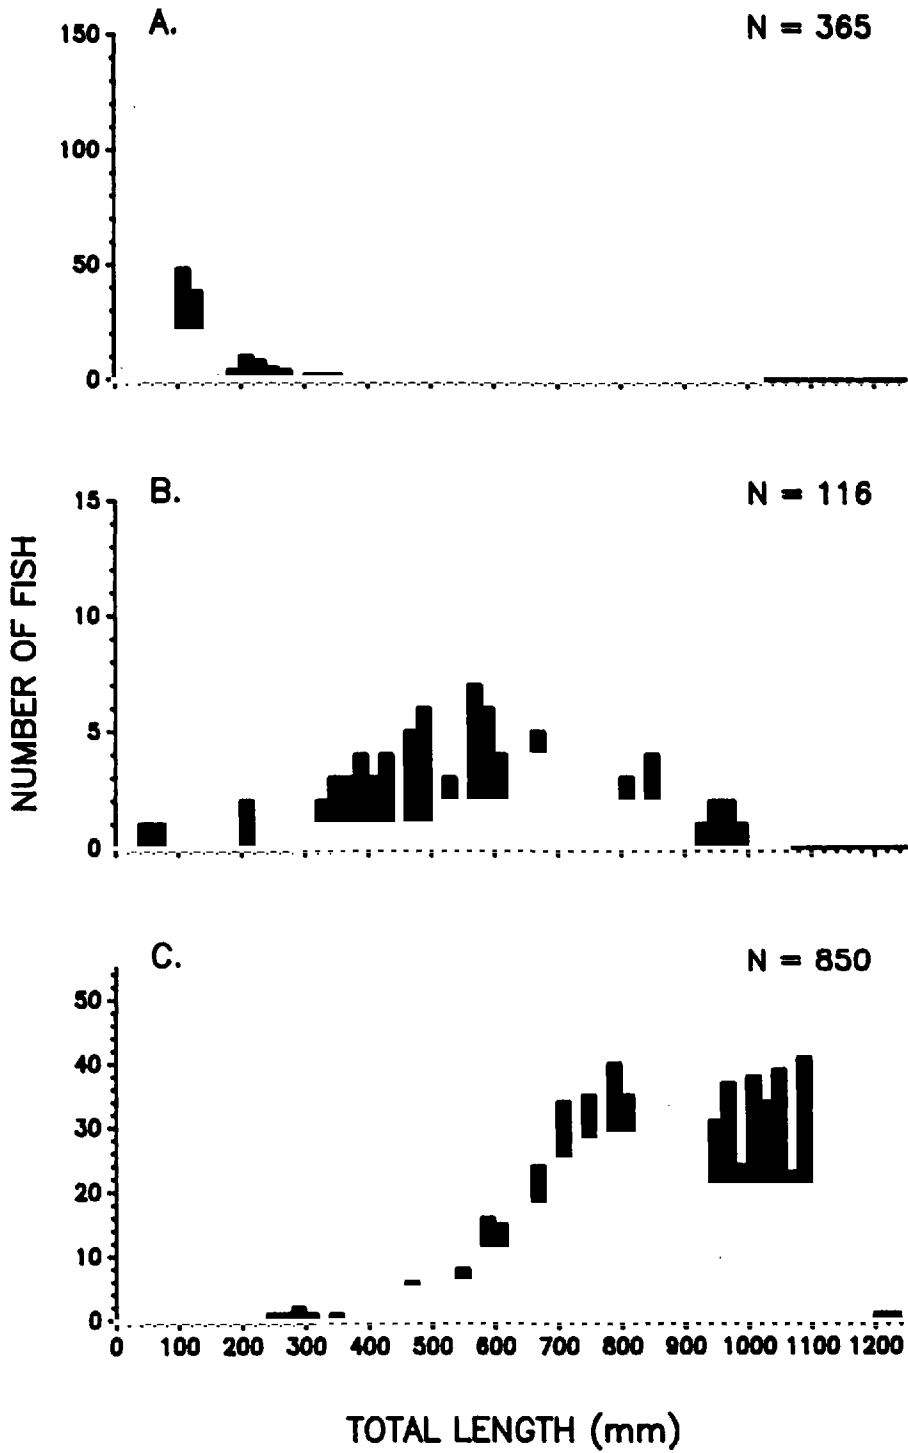 A.
N = 365
150
100
50
0
B.
N = 116
15
10
5
0
NUMBER OF FISH
C.
N = 850
50
40
30
20
10
0
0 100 200 300 400 500 600 700 800 900 1000 1100 1200
TOTAL LENGTH (mm)